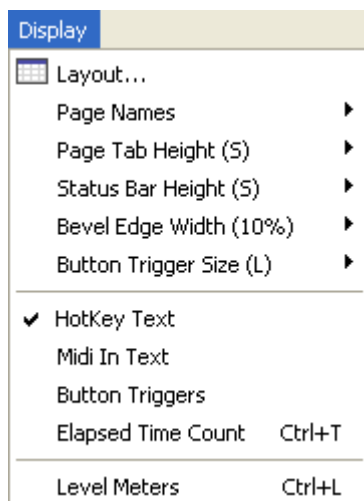 Display
Layout...
Page Names
Page Tab Height (S)
Status Bar Height (S)
Bevel Edge Width (10%)
Button Trigger Size (L)
HotKey Text
Midi In Text
Button Triggers
Elapsed Time Count Ctrl+T
Level Meters Ctrl+L